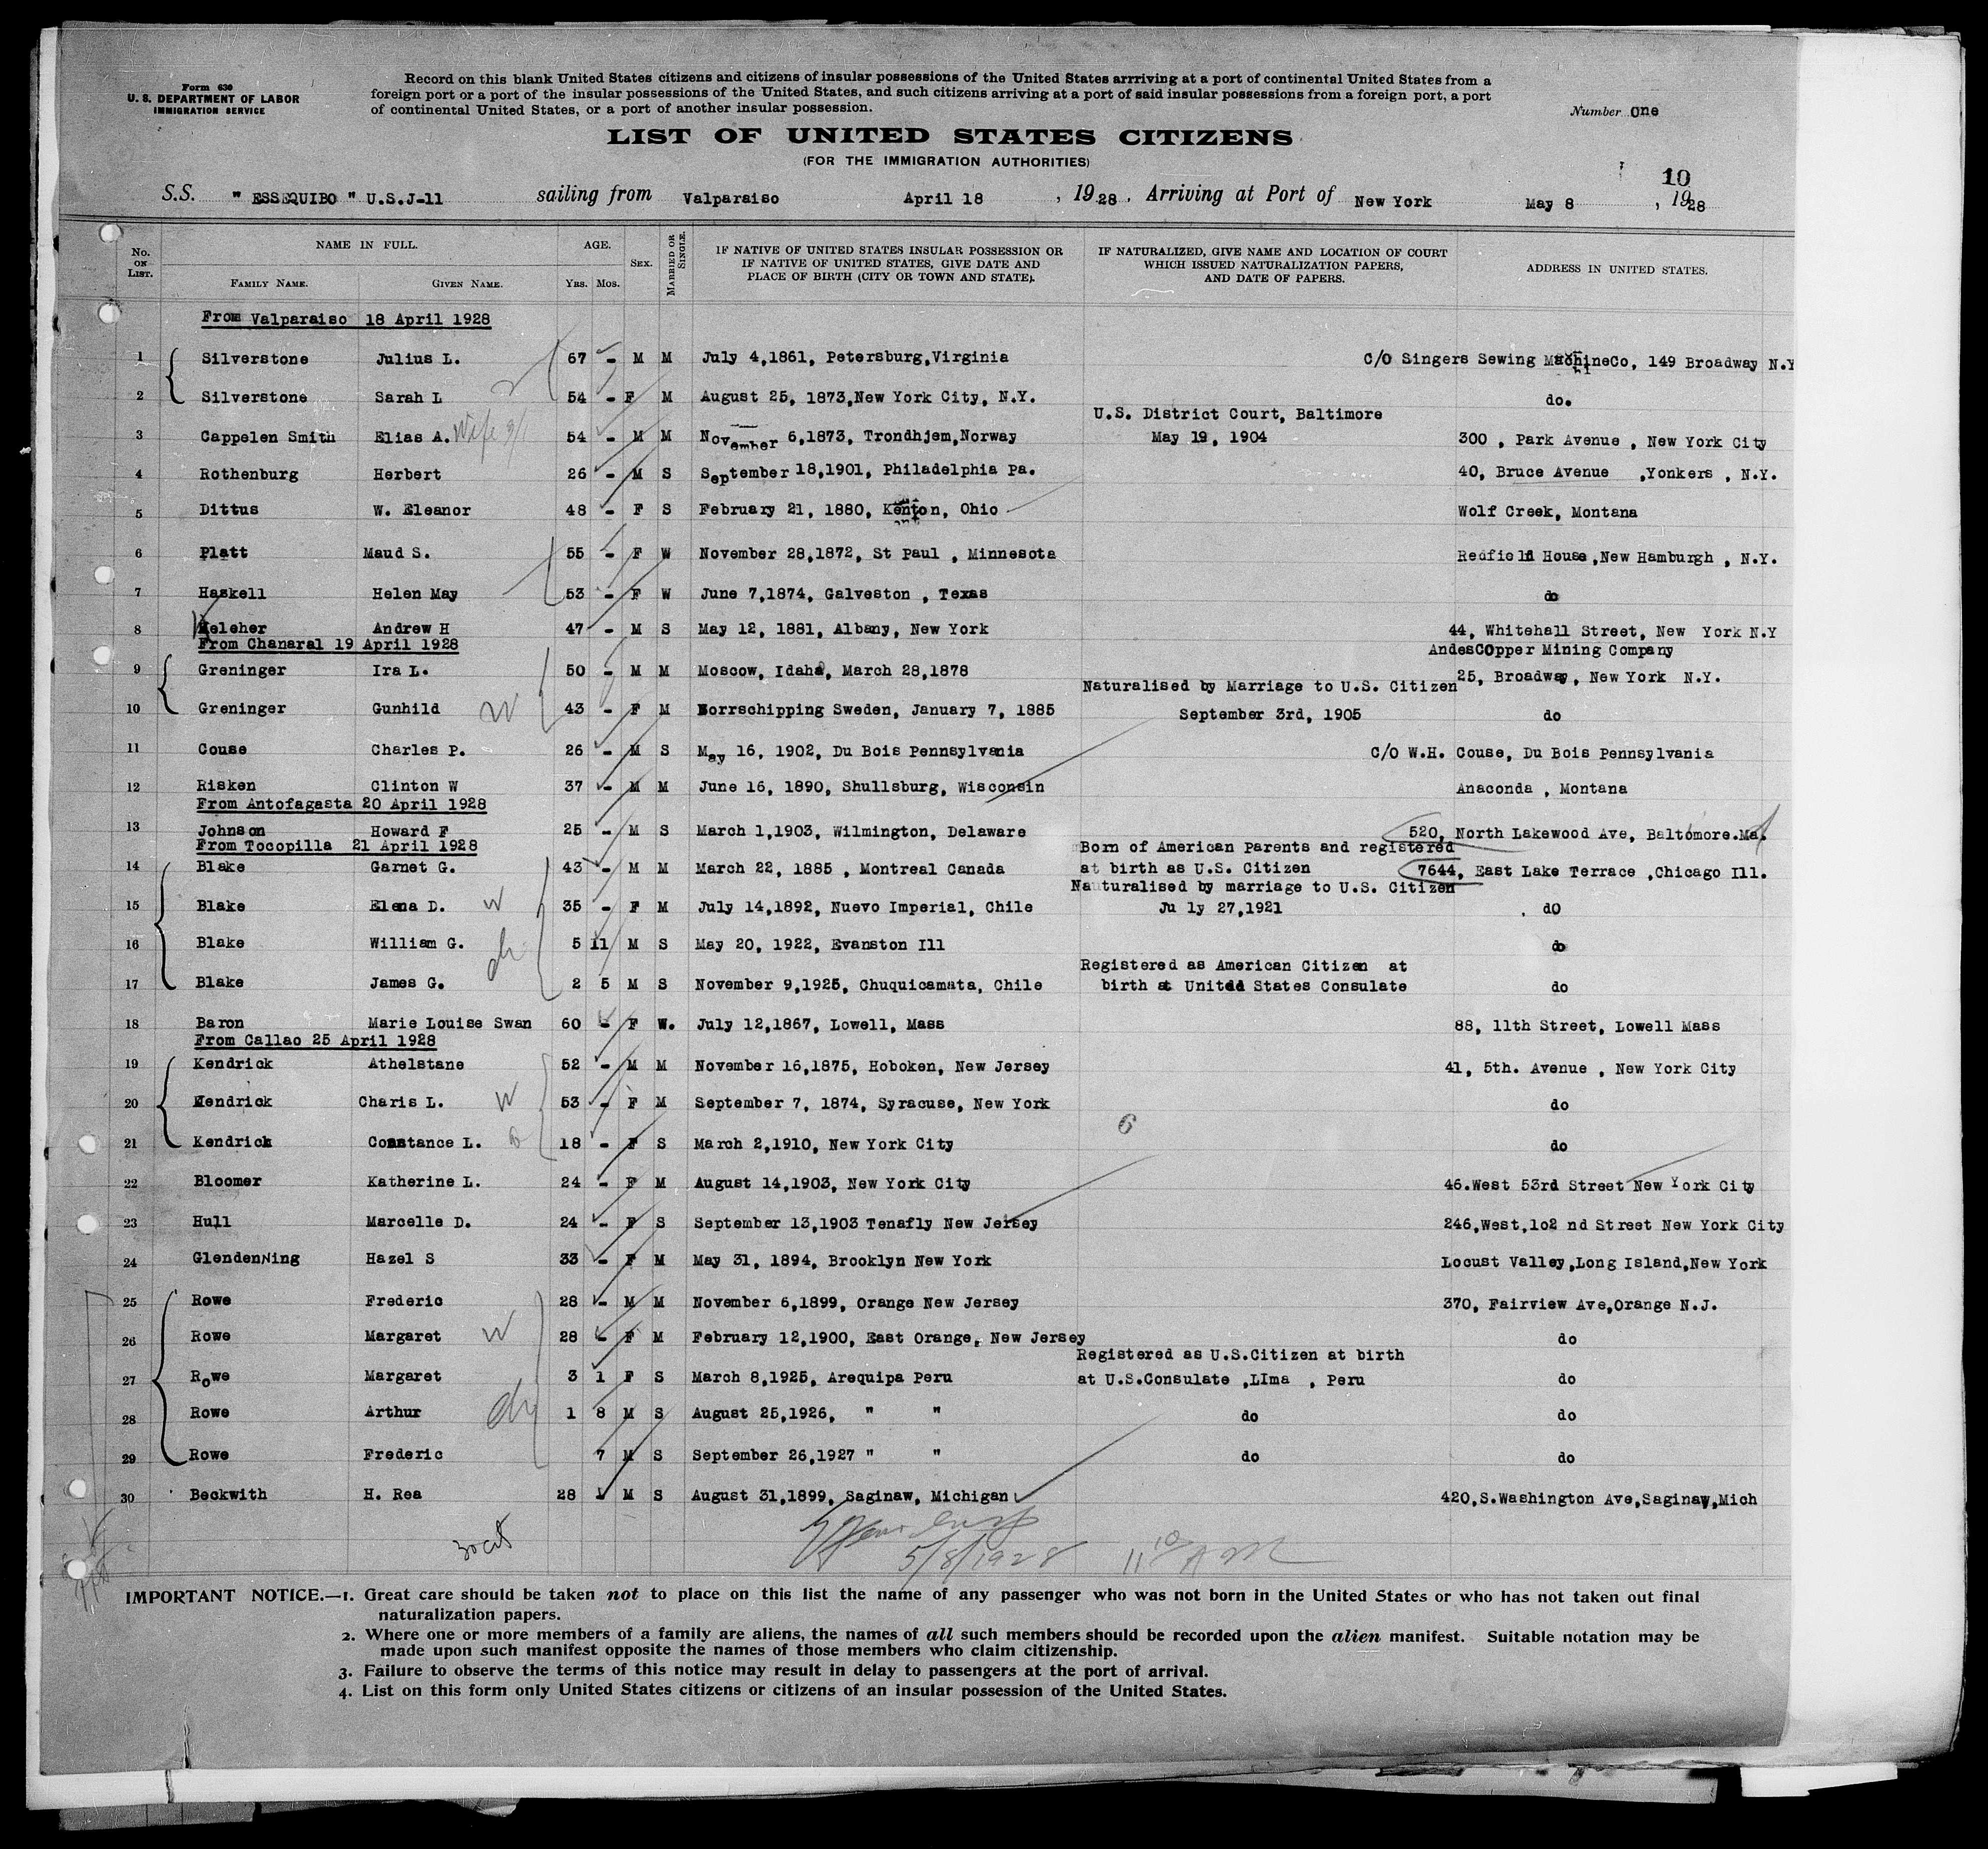 Form 630
U. S. DEPARTMENT OF LABOR
IMMIGRATION SERVICE
Record on this blank United States citizens and citizens of insular possessions of the United States arrriving at a port of continental United States from a
foreign port or a port of the insular possessions of the United States, and such citizens arriving at a port of said insular possessions from a foreign port, a port
of continental United States, or a port of another insular possession.
Number One
LIST OF UNITED STATES CITIZENS
(FOR THE IMMIGRATION AUTHORITIES)
10
S.S. " ESSEQUIBO " U.S.J-11 sailing from Valparaiso April 18 , 1928 . Arriving at Port of New York May 8 , 1928
No. ON LIST. NAME IN FULL. FAMILY NAME. GIVEN NAME. AGE. YRS. MOS. SEX. MARRIED OR SINGLE. IF NATIVE OF UNITED STATES INSULAR POSSESSION OR IF NATIVE OF UNITED STATES, GIVE DATE AND PLACE OF BIRTH (CITY OR TOWN AND STATE). IF NATURALIZED, GIVE NAME AND LOCATION OF COURT WHICH ISSUED NATURALIZATION PAPERS, AND DATE OF PAPERS. ADDRESS IN UNITED STATES.
From Valparaiso 18 April 1928
1 Silverstone Julius L. 67 - M M July 4,1861, Petersburg,Virginia C/O Singers Sewing MachineCo, 149 Broadway N.Y
2 Silverstone Sarah L 54 - F M August 25, 1873,New York City, N.Y. do.
U.S. District Court, Baltimore
3 Cappelen Smith Elias A. Wife 54 - M M November 6,1873, Trondhjem,Norway May 19, 1904 300 , Park Avenue , New York City
4 Rothenburg Herbert 26 - M S September 18,1901, Philadelphia Pa. 40, Bruce Avenue ,Yonkers , N.Y.
5 Dittus W. Eleanor 48 - F S February 21, 1880, Kenton, Ohio Wolf Creek, Montana
6 Platt Maud S. 55 - F W November 28,1872, St Paul , Minnesota Redfield House,New Hamburgh , N.Y.
7 Haskell Helen May 53 - F W June 7,1874, Galveston , Texas do
8 Keleher Andrew H 47 - M S May 12, 1881, Albany, New York 44, Whitehall Street, New York N.Y
From Chanaral 19 April 1928 AndesCOpper Mining Company
9 Greninger Ira L. 50 - M M Moscow, Idaho, March 28,1878 25, Broadway, New York N.Y.
Naturalised by Marriage to U.S. Citizen
10 Greninger Gunhild W 43 - F M Norrschipping Sweden, January 7, 1885 September 3rd, 1905 do
11 Couse Charles P. 26 - M S May 16, 1902, Du Bois Pennsylvania C/O W.H. Couse, Du Bois Pennsylvania
12 Risken Clinton W 37 - M M June 16, 1890, Shullsburg, Wisconsin Anaconda , Montana
From Antofagasta 20 April 1928
13 Johnson Howard F 25 - M S March 1,1903, Wilmington, Delaware 520, North Lakewood Ave, Baltomore.Md.
From Tocopilla 21 April 1928 Born of American Parents and registered
14 Blake Garnet G. 43 - M M March 22, 1885 , Montreal Canada at birth as U.S. Citizen 7644, East Lake Terrace ,Chicago Ill.
Nauturalised by marriage to U.S. Citizen
15 Blake Elena D. W 35 - F M July 14,1892, Nuevo Imperial, Chile Ju ly 27,1921 dO
16 Blake William G. ch 5 11 M S May 20, 1922, Evanston Ill do
Registered as American Citizen at
17 Blake James G. 2 5 M S November 9,1925, Chuquicamata, Chile birth at United States Consulate do
18 Baron Marie Louise Swan 60 - F W. July 12,1867, Lowell, Mass 88, 11th Street, Lowell Mass
From Callao 25 April 1928
19 Kendrick Athelstane 52 - M M November 16,1875, Hoboken, New Jersey 41, 5th. Avenue , New York City
20 Kendrick Charis L. W 53 - F M September 7, 1874, Syracuse, New York do
6
21 Kendrick Constance L. 18 - F S March 2,1910, New York City do
22 Bloomer Katherine L. 24 - F M August 14,1903, New York City 46.West 53rd Street New York City
23 Hull Marcelle D. 24 - F S September 13,1903 Tenafly New Jersey 246,West,1o2 nd Street New York City
24 GlendenNing Hazel S 33 - F M May 31, 1894, Brooklyn New York Locust Valley,Long Island,New York
25 Rowe Frederic 28 - M M November 6,1899, Orange New Jersey 370, Fairview Ave,Orange N.J.
26 Rowe Margaret W 28 - F M February 12,1900, East Orange, New Jersey do
Registered as U.S.Citizen at birth
27 Rowe Margaret 3 1 F S March 8,1925, Arequipa Peru at U.S.Consulate ,LIma , Peru do
28 Rowe Arthur ch 1 8 M S August 25,1926, " " do do
29 Rowe Frederic 7 M S September 26,1927 " " do do
30 Beckwith H. Rea 28 M S August 31,1899, Saginaw, Michigan 420,S.Washington Ave,Saginaw,Mich
30 cit
5/8/1928 11 10 AM
IMPORTANT NOTICE.—1. Great care should be taken not to place on this list the name of any passenger who was not born in the United States or who has not taken out final
naturalization papers.
2. Where one or more members of a family are aliens, the names of all such members should be recorded upon the alien manifest. Suitable notation may be
made upon such manifest opposite the names of those members who claim citizenship.
3. Failure to observe the terms of this notice may result in delay to passengers at the port of arrival.
4. List on this form only United States citizens or citizens of an insular possession of the United States.